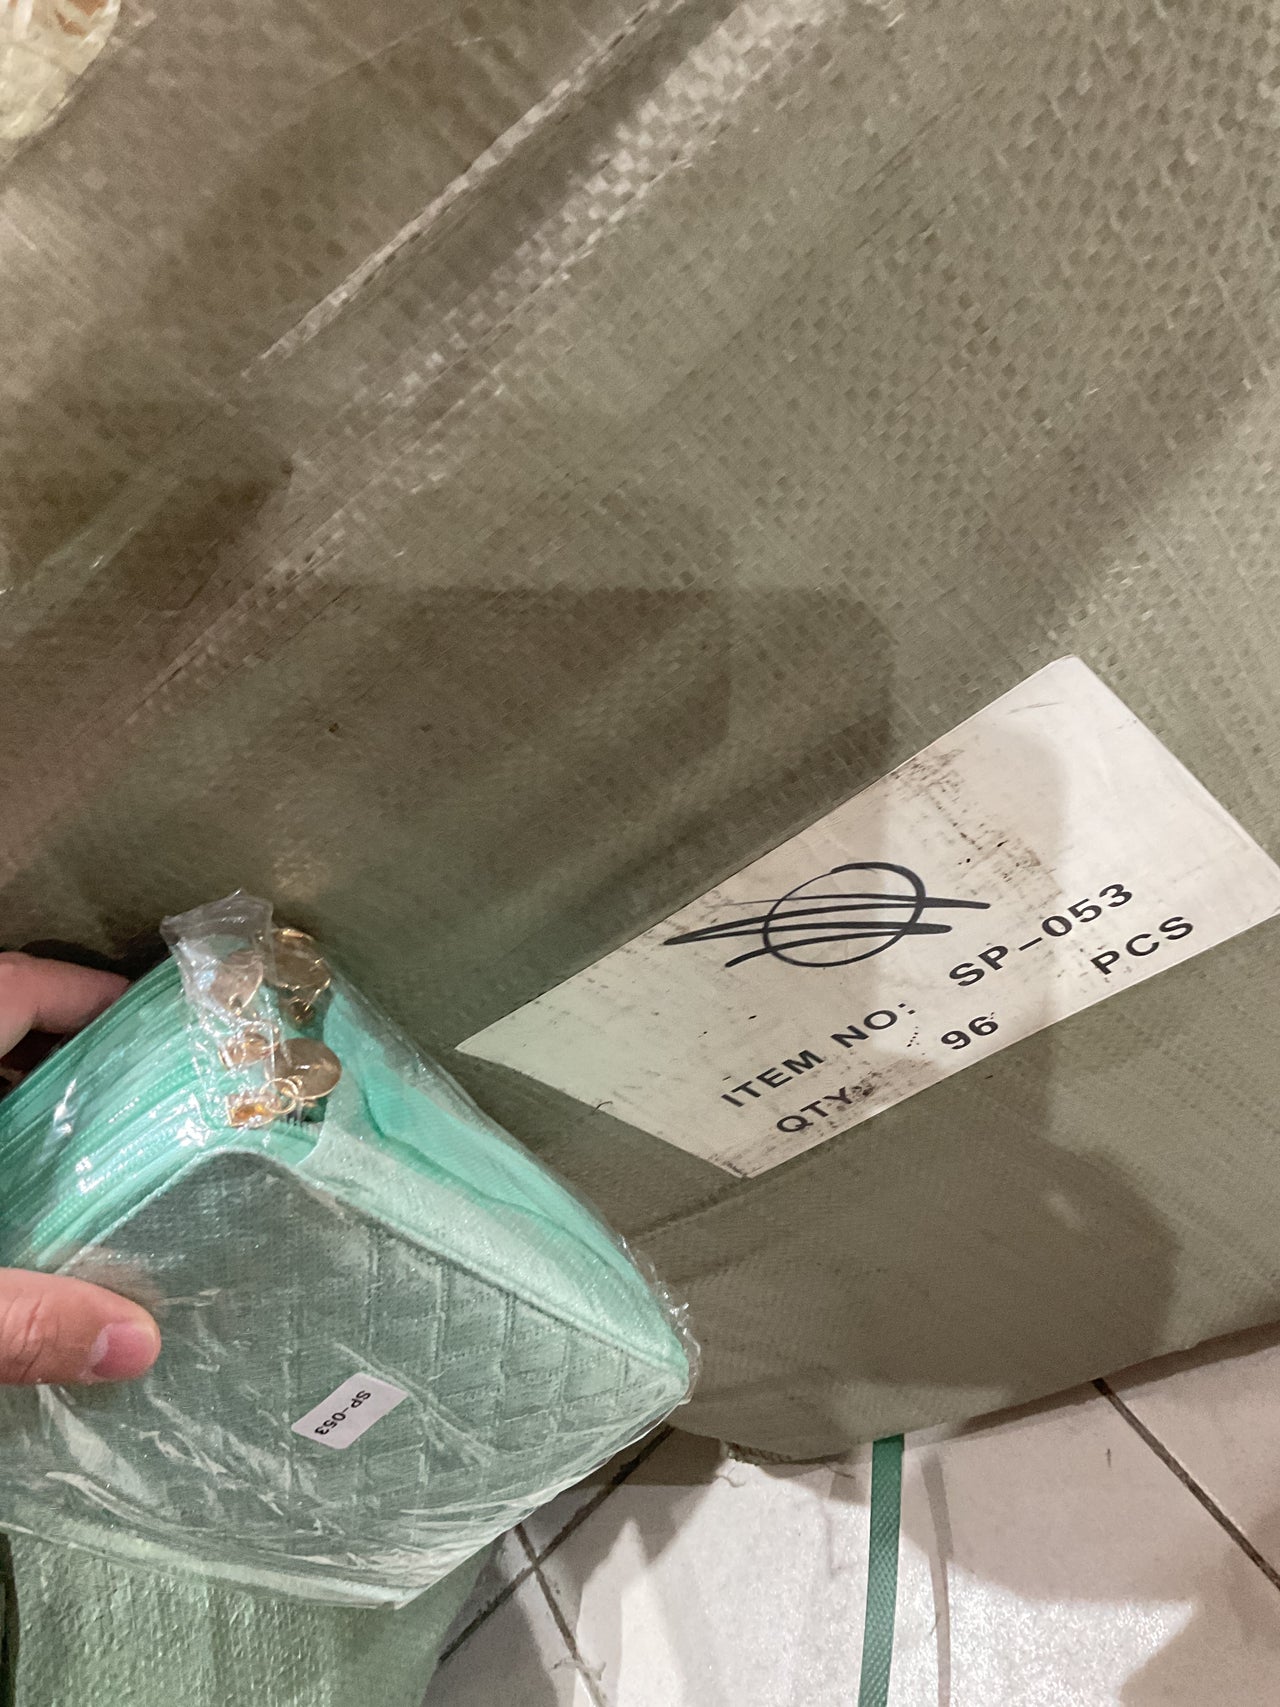 ITEM NO: SP-053
QTY: 96 PCS
SP-053